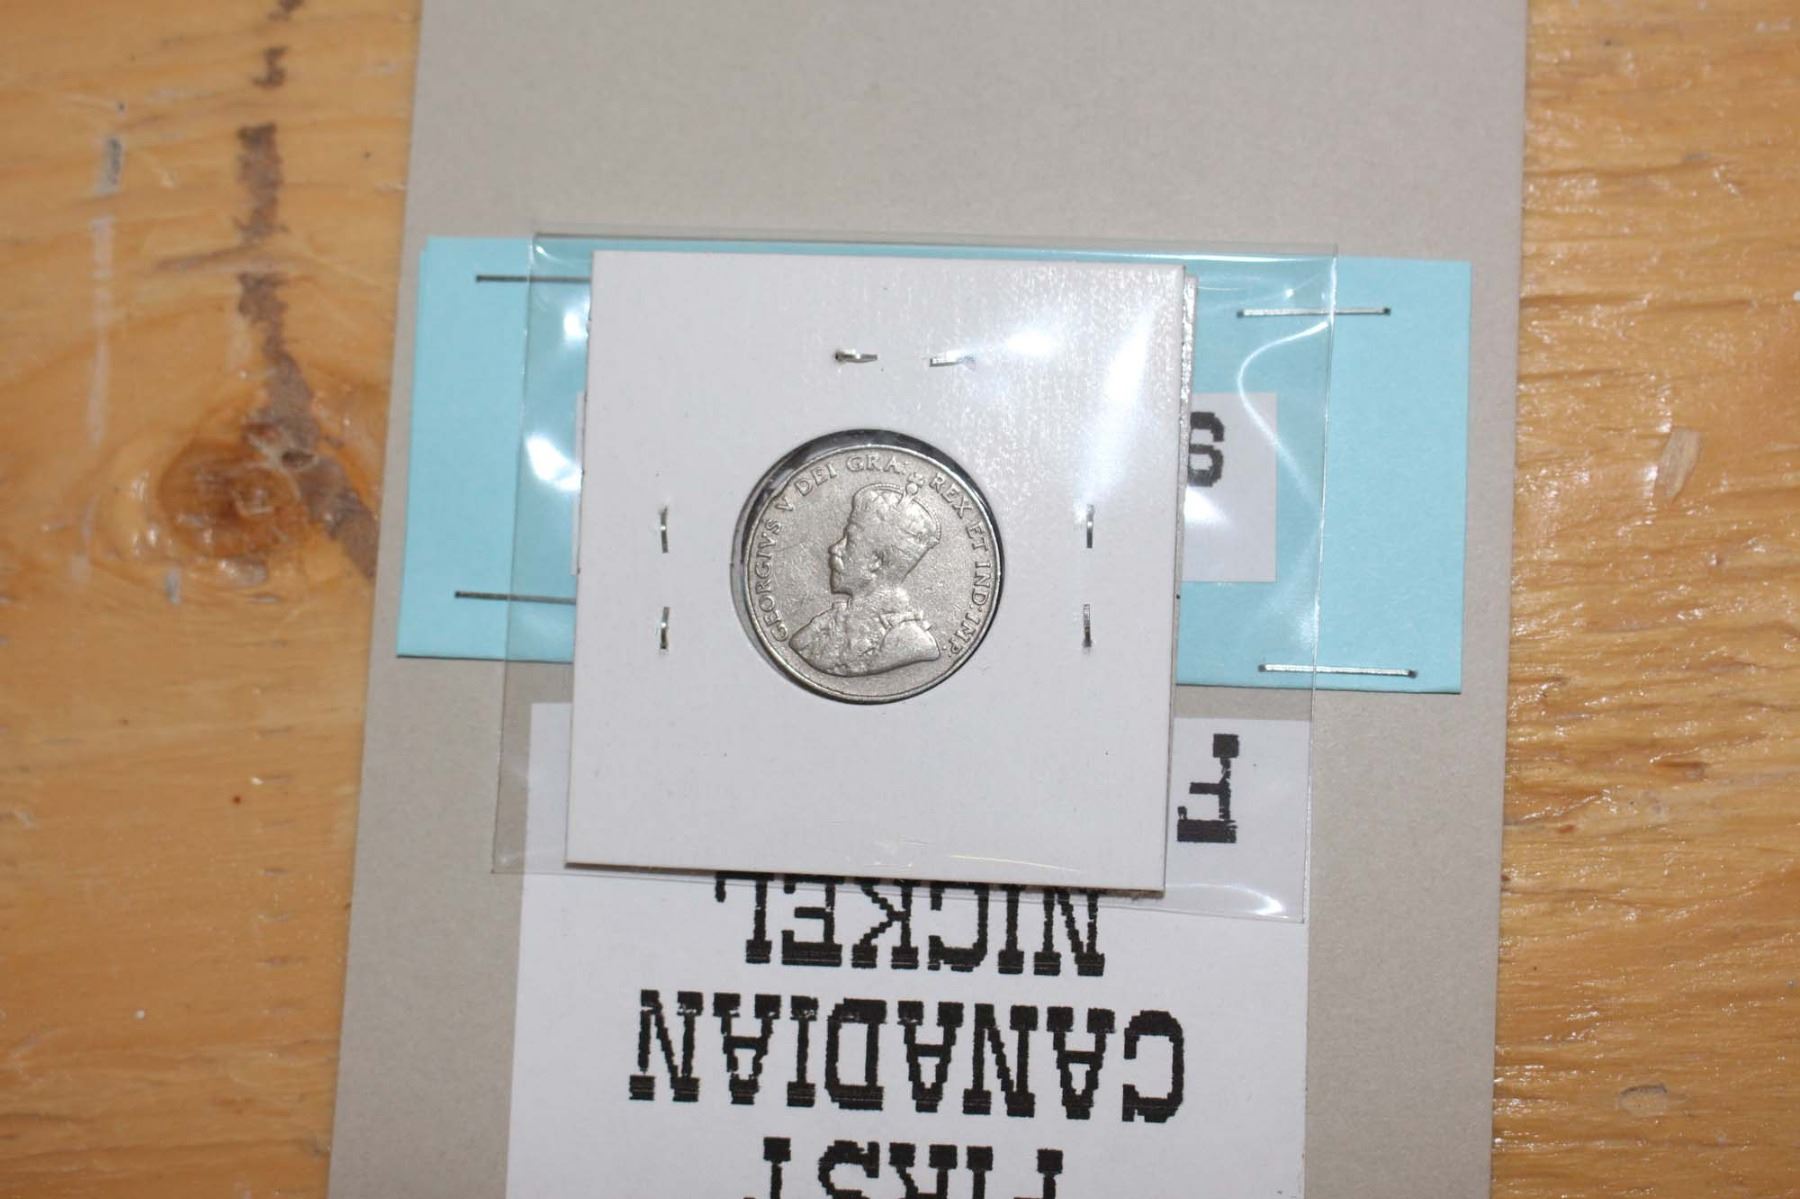 GEORGIVS V DEI GRA: REX ET IND: IMP:
S
FIRST
CANADIAN
NICKEL